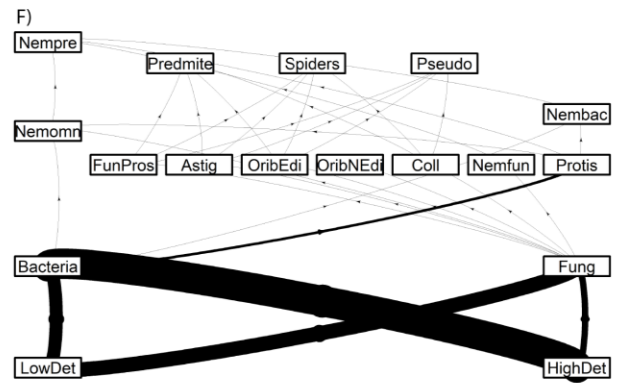 F)
Nempre
Predmite Spiders Pseudo
Nembac
Nemomn
FunPros Astig OribEdi OribNEdi Coll Nemfun Protis
Bacteria Fung
LowDet HighDet